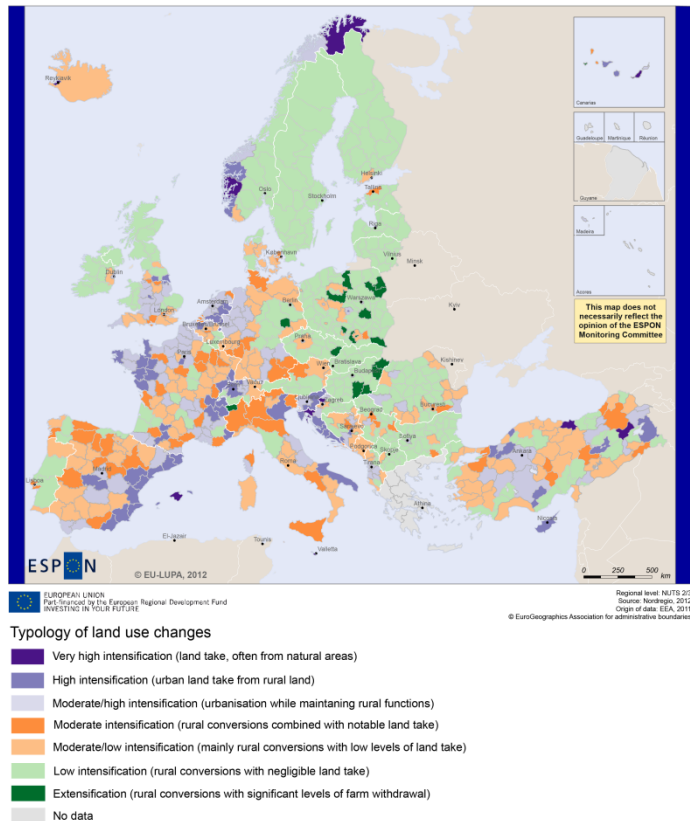 Canarias
Guadeloupe Martinique Réunion
Guyane
Madeira
Azores
This map does not
necessarily reflect the
opinion of the ESPON
Monitoring Committee
Reykjavik
Oslo
Helsinki
Tallinn
Stockholm
Riga
København
Vilnius
Minsk
Dublin
Amsterdam
Berlin
Warszawa
London
Kyiv
Praha
Luxembourg
Paris
Wien
Bratislava
Vaduz
Budapest
Kishinev
Zagreb
Bucuresti
Beograd
Sarajevo
Podgorica
Sofiya
Skopje
Roma
Tirana
Madrid
Lisboa
Ankara
Athina
El-Jazair
Tounis
Valletta
Nicosia
ESPON
© EU-LUPA, 2012
0 250 500
km
EUROPEAN UNION
Part-financed by the European Regional Development Fund
INVESTING IN YOUR FUTURE
Regional level: NUTS 2/3
Source: Nordregio, 2012
Origin of data: EEA, 2011
© EuroGeographics Association for administrative boundaries
Typology of land use changes
Very high intensification (land take, often from natural areas)
High intensification (urban land take from rural land)
Moderate/high intensification (urbanisation while maintaning rural functions)
Moderate intensification (rural conversions combined with notable land take)
Moderate/low intensification (mainly rural conversions with low levels of land take)
Low intensification (rural conversions with negligible land take)
Extensification (rural conversions with significant levels of farm withdrawal)
No data